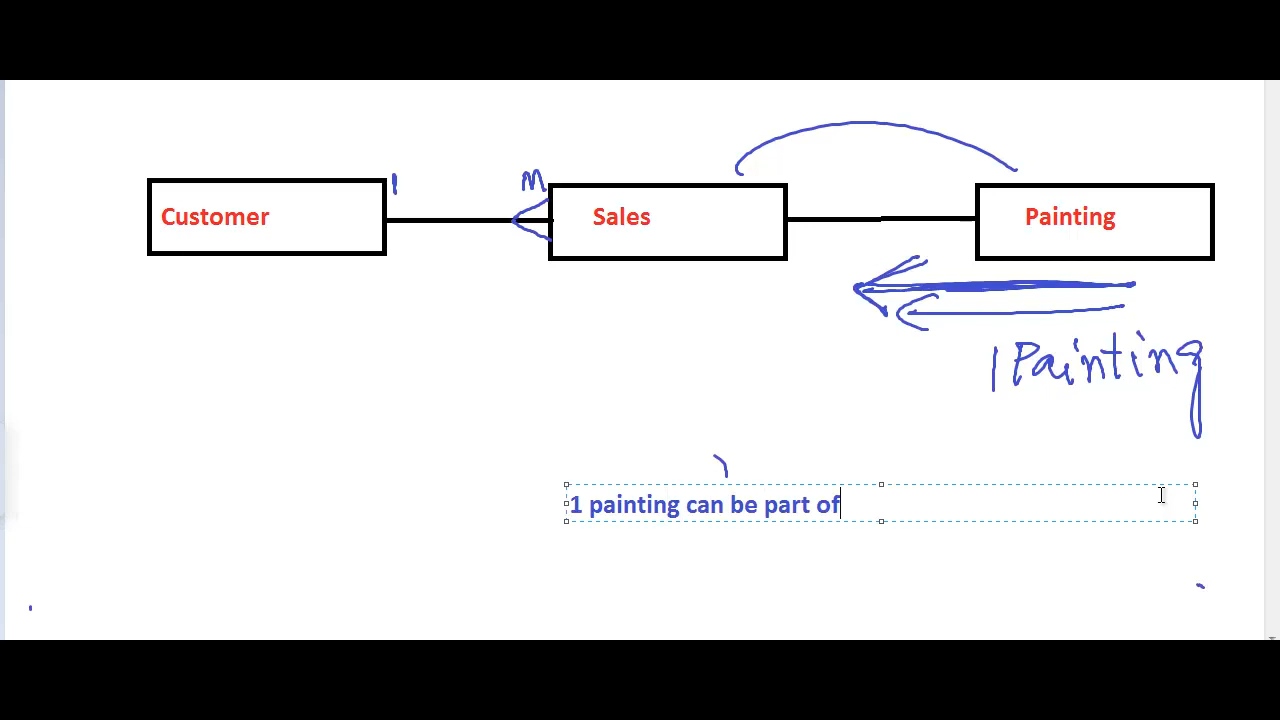 1 M
Customer Sales Painting
1 Painting
1 painting can be part of